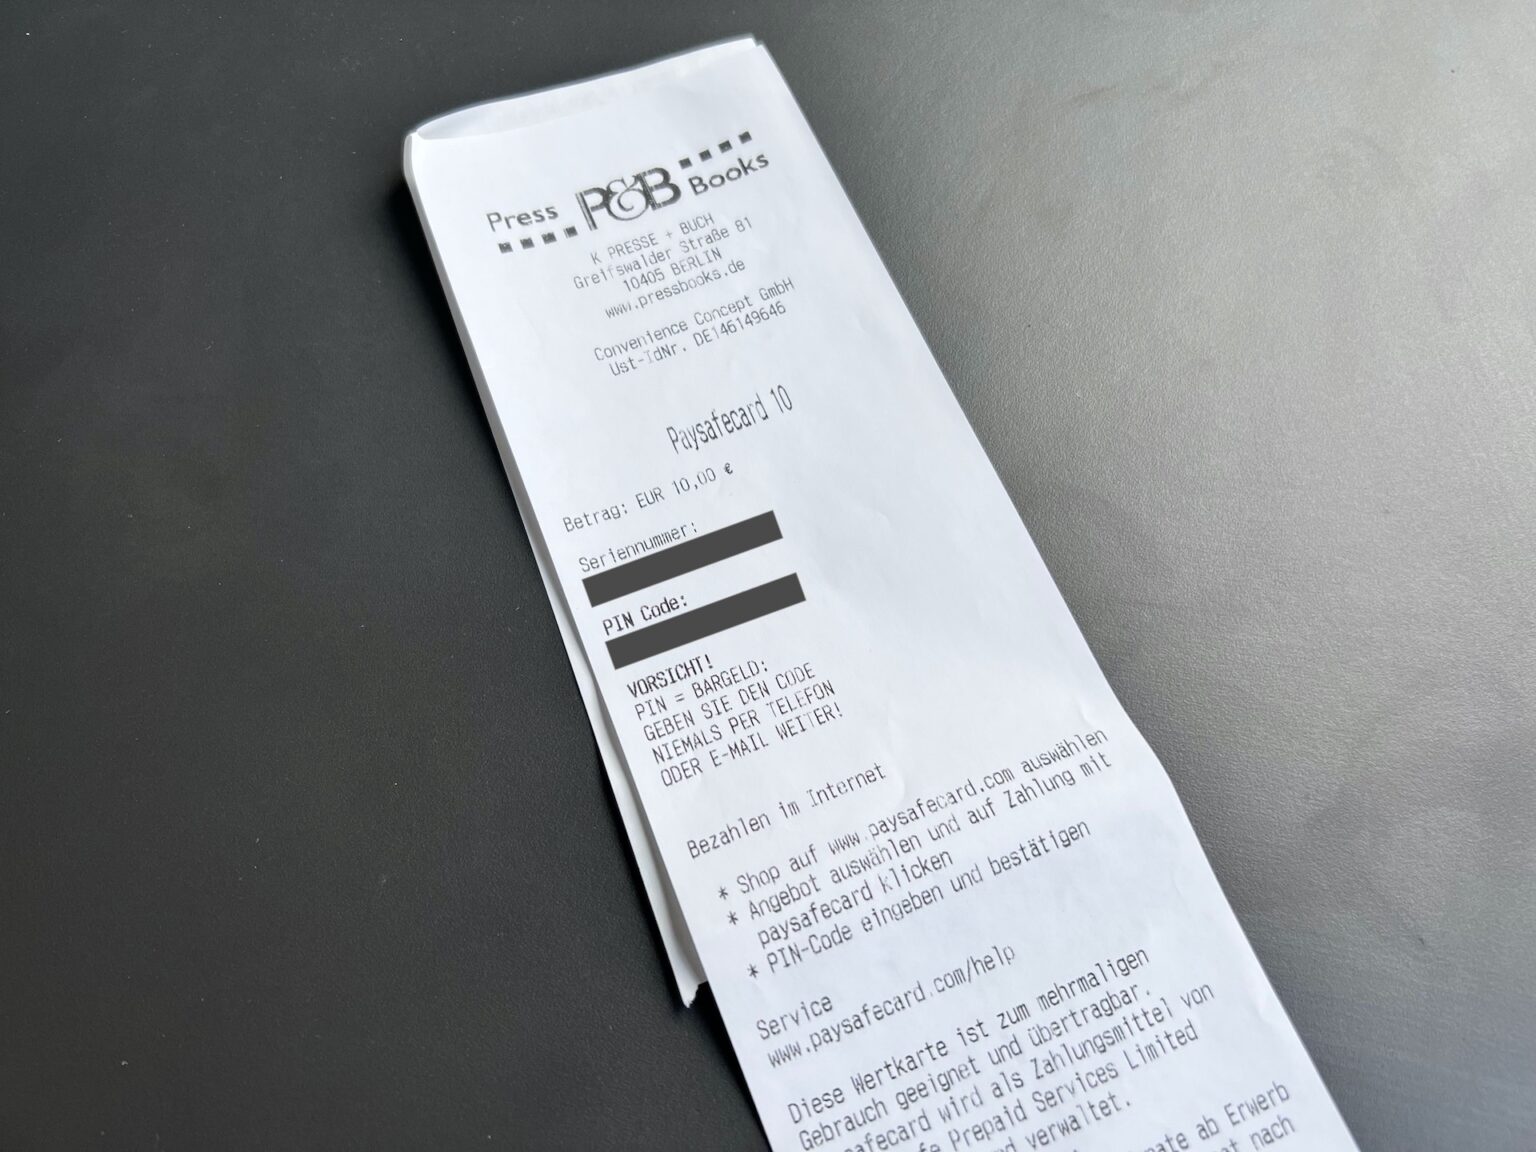 Press P&B Books
K PRESSE + BUCH
Greifswalder Straße 81
10405 BERLIN
www.pressbooks.de
Convenience Concept GmbH
Ust-IdNr. DE146149646
Paysafecard 10
Betrag: EUR 10,00 €
Seriennummer:
PIN Code:
VORSICHT!
PIN = BARGELD:
GEBEN SIE DEN CODE
NIEMALS PER TELEFON
ODER E-MAIL WEITER!
Bezahlen im Internet
* Shop auf www.paysafecard.com auswählen
* Angebot auswählen und auf Zahlung mit
paysafecard klicken
* PIN-Code eingeben und bestätigen
Service
www.paysafecard.com/help
Diese Wertkarte ist zum mehrmaligen
Gebrauch geeignet und übertragbar.
wird als Zahlungsmittel von
Prepaid Services Limited
verwaltet.
ab Erwerb
nach